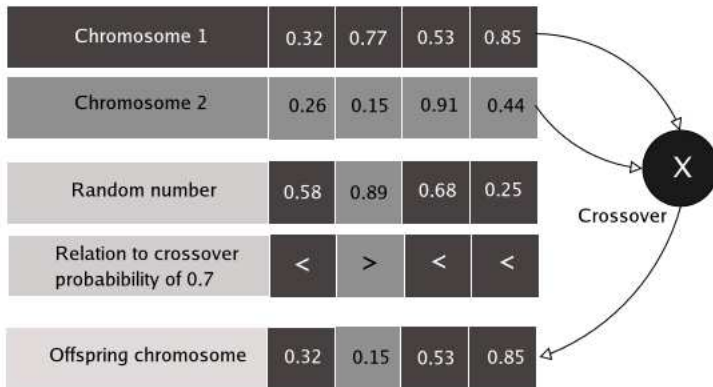 Chromosome 1 0.32 0.77 0.53 0.85
Chromosome 2 0.26 0.15 0.91 0.44
X
Crossover
Random number 0.58 0.89 0.68 0.25
Relation to crossover
probabibility of 0.7 < > < <
Offspring chromosome 0.32 0.15 0.53 0.85